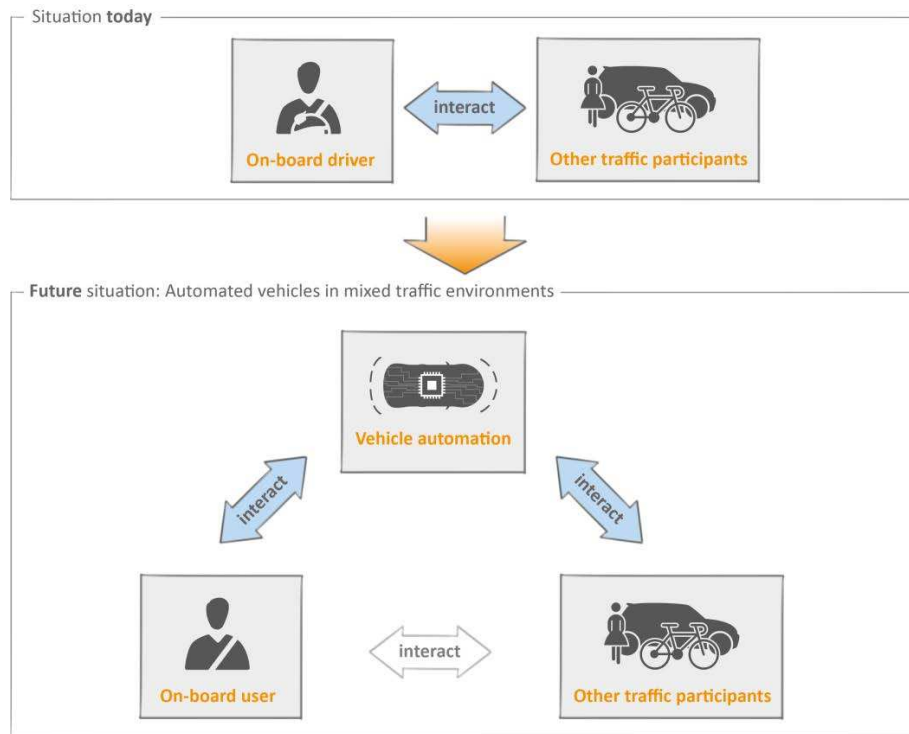 Situation today
interact
On-board driver
Other traffic participants
Future situation: Automated vehicles in mixed traffic environments
Vehicle automation
interact
interact
interact
On-board user
Other traffic participants